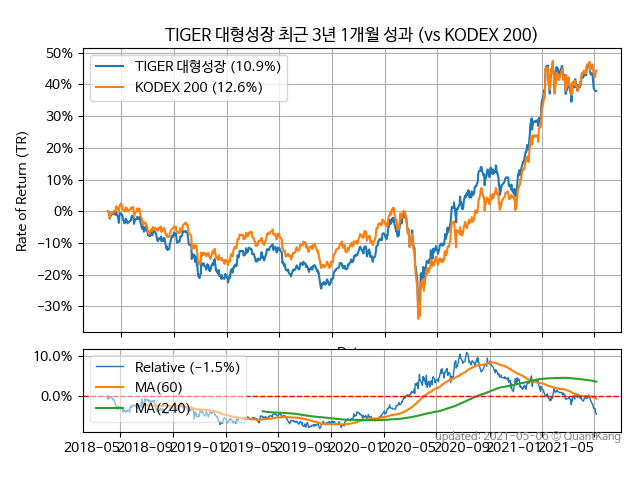 TIGER 대형성장 최근 3년 1개월 성과 (vs KODEX 200)
50%
40%
30%
20%
10%
0%
−10%
−20%
−30%
Rate of Return (TR)
TIGER 대형성장 (10.9%)
KODEX 200 (12.6%)
10.0%
0.0%
Relative (−1.5%)
MA(60)
MA(240)
2018-05 2018-09 2019-01 2019-05 2019-09 2020-01 2020-05 2020-09 2021-01 2021-05
updated: 2021-05-06 © QuantKang